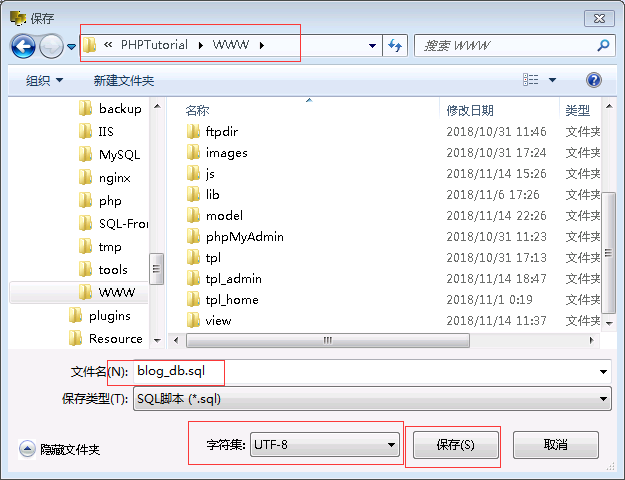 保存
« PHPTutorial WWW
搜索 WWW
组织 新建文件夹
backup
IIS
MySQL
nginx
php
SQL-Fron
tmp
tools
WWW
plugins
Resource
名称 修改日期 类型
ftpdir 2018/10/31 11:46 文件夹
images 2018/10/31 17:24 文件夹
js 2018/11/14 15:26 文件夹
lib 2018/11/6 17:26 文件夹
model 2018/11/14 22:26 文件夹
phpMyAdmin 2018/10/31 11:23 文件夹
tpl 2018/10/31 17:13 文件夹
tpl_admin 2018/11/14 18:47 文件夹
tpl_home 2018/11/1 0:19 文件夹
view 2018/11/14 11:37 文件夹
文件名(N): blog_db.sql
保存类型(T): SQL脚本 (*.sql)
隐藏文件夹 字符集: UTF-8 保存(S) 取消